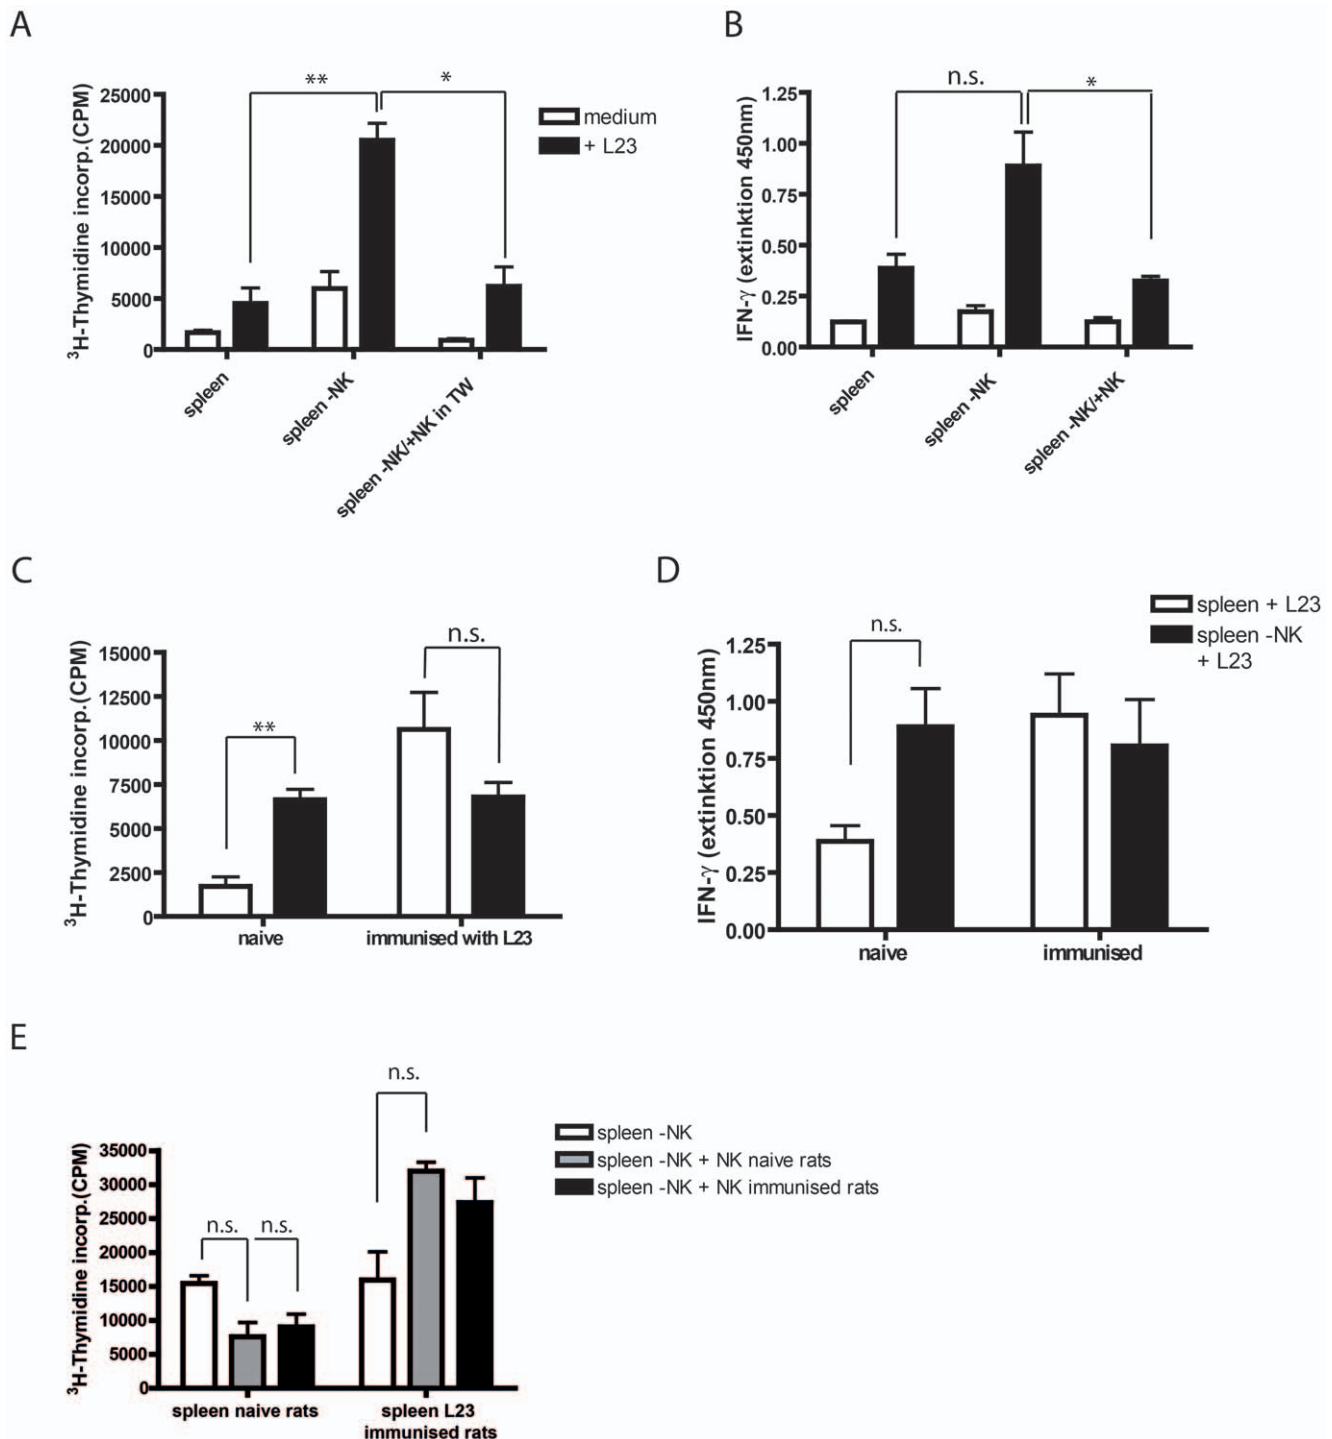 A
³H-Thymidine incorp.(CPM)
25000
20000
15000
10000
5000
0
**
*
medium
+ L23
spleen
spleen -NK
spleen -NK/+NK in TW
B
IFN-γ (extinktion 450nm)
1.25
1.00
0.75
0.50
0.25
0.00
n.s.
*
spleen
spleen -NK
spleen -NK/+NK
C
³H-Thymidine incorp.(CPM)
15000
12500
10000
7500
5000
2500
0
**
n.s.
naive
immunised with L23
D
IFN-γ (extinktion 450nm)
1.25
1.00
0.75
0.50
0.25
0.00
n.s.
spleen + L23
spleen -NK
+ L23
naive
immunised
E
³H-Thymidine incorp.(CPM)
35000
30000
25000
20000
15000
10000
5000
0
n.s.
n.s.
n.s.
spleen -NK
spleen -NK + NK naive rats
spleen -NK + NK immunised rats
spleen naive rats
spleen L23
immunised rats